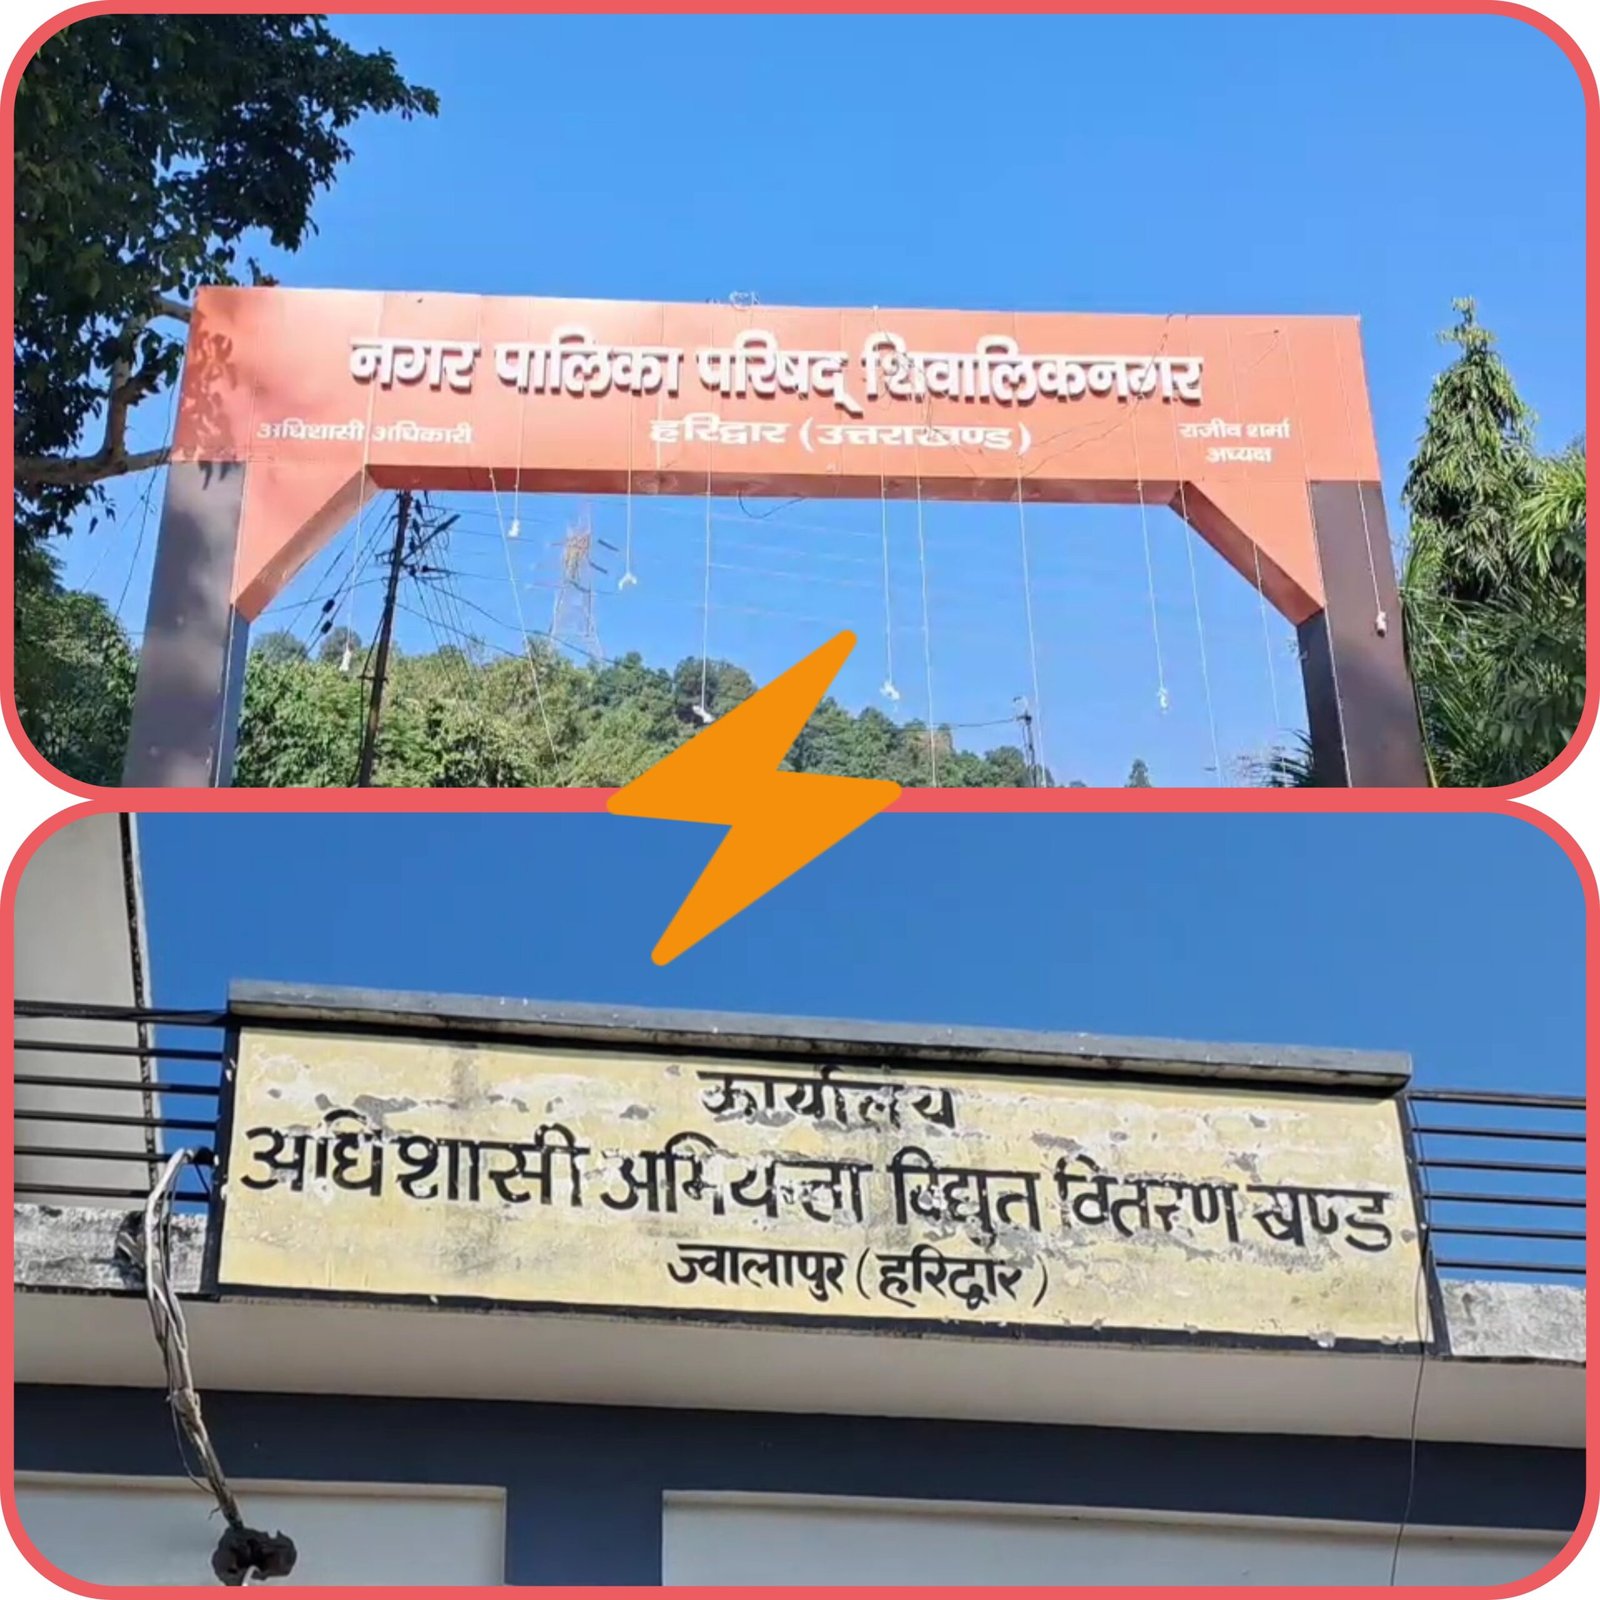 नगर पालिका परिषद् शिवालिकनगर
अधिशासी अधिकारी
हरिद्वार (उत्तराखण्ड)
राजीव शर्मा
अध्यक्ष
कार्यालय
अधिशासी अभियन्ता विद्युत वितरण खण्ड
ज्वालापुर (हरिद्वार)